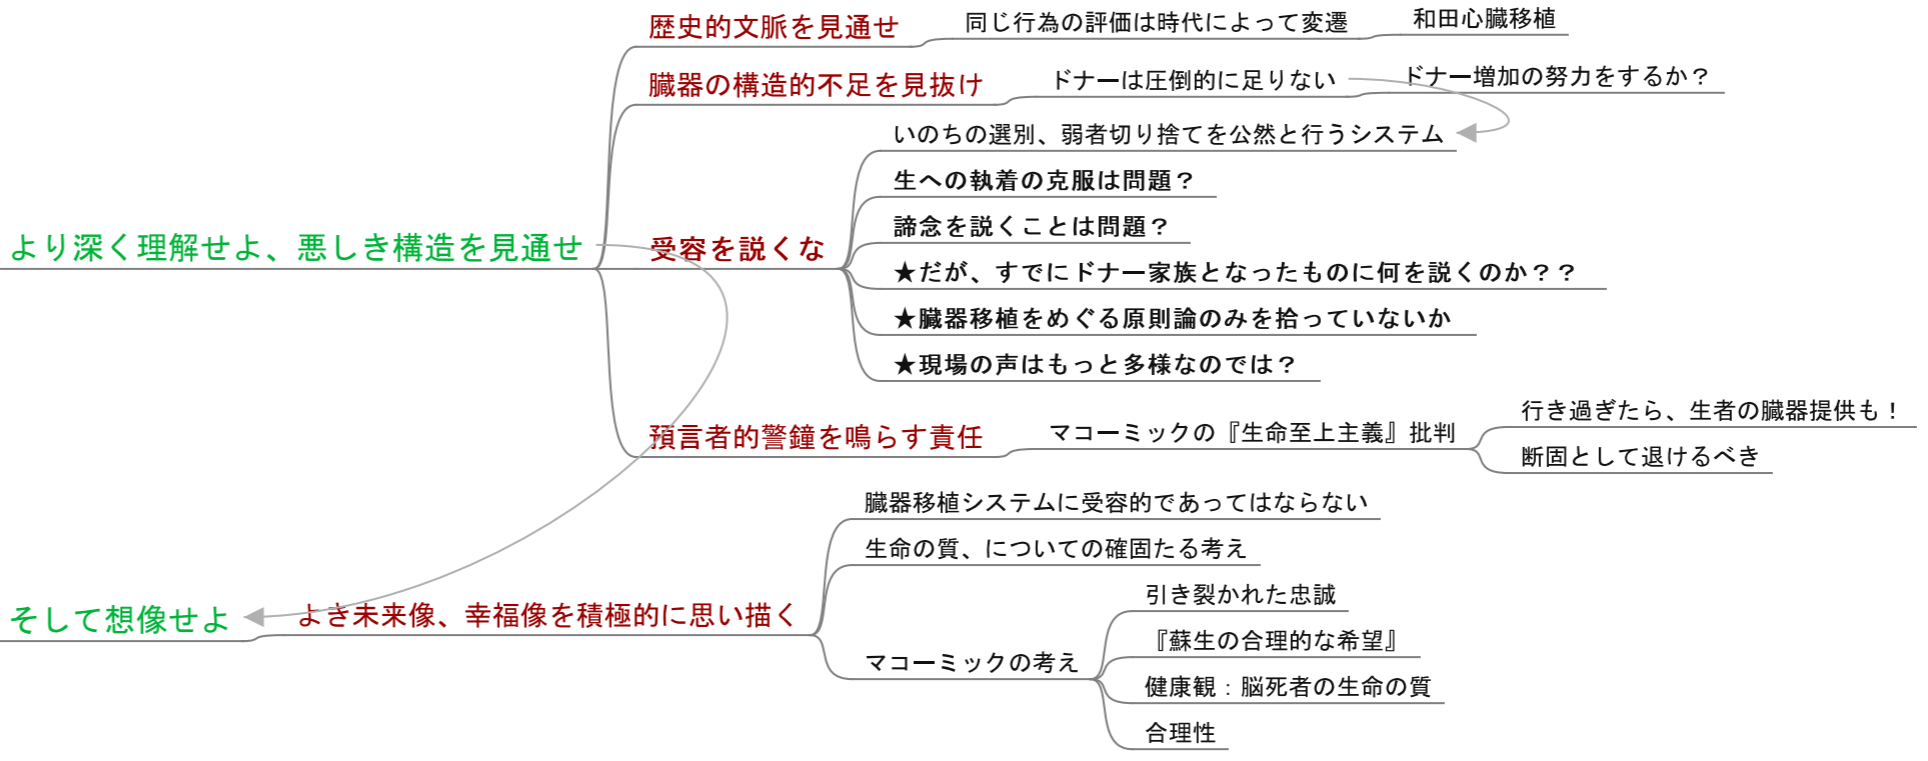 より深く理解せよ、悪しき構造を見通せ
歴史的文脈を見通せ
同じ行為の評価は時代によって変遷
和田心臓移植
臓器の構造的不足を見抜け
ドナーは圧倒的に足りない
ドナー増加の努力をするか？
受容を説くな
いのちの選別、弱者切り捨てを公然と行うシステム
生への執着の克服は問題？
諦念を説くことは問題？
★だが、すでにドナー家族となったものに何を説くのか？？
★臓器移植をめぐる原則論のみを拾っていないか
★現場の声はもっと多様なのでは？
預言者的警鐘を鳴らす責任
マコーミックの『生命至上主義』批判
行き過ぎたら、生者の臓器提供も！
断固として退けるべき
そして想像せよ
よき未来像、幸福像を積極的に思い描く
臓器移植システムに受容的であってはならない
生命の質、についての確固たる考え
マコーミックの考え
引き裂かれた忠誠
『蘇生の合理的な希望』
健康観：脳死者の生命の質
合理性